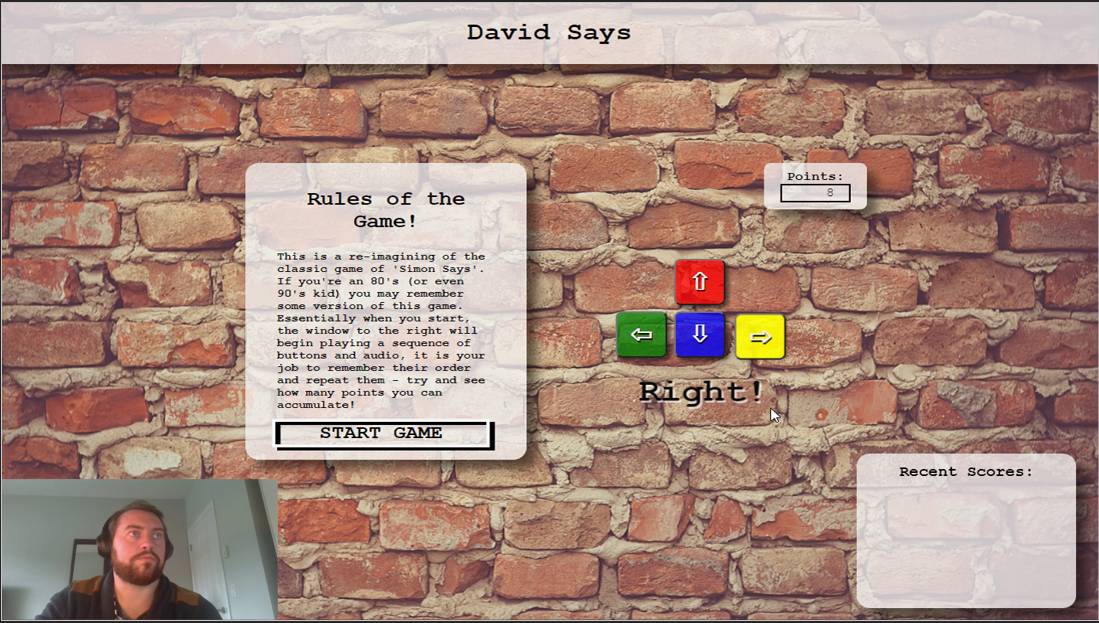 David Says
Rules of the
Game!
This is a re-imagining of the
classic game of 'Simon Says'.
If you're an 80's (or even
90's kid) you may remember
some version of this game.
Essentially when you start,
the window to the right will
begin playing a sequence of
buttons and audio, it is your
job to remember their order
and repeat them - try and see
how many points you can
accumulate!
START GAME
Points:
8
⇧
⇦ ⇩ ⇨
Right!
Recent Scores: